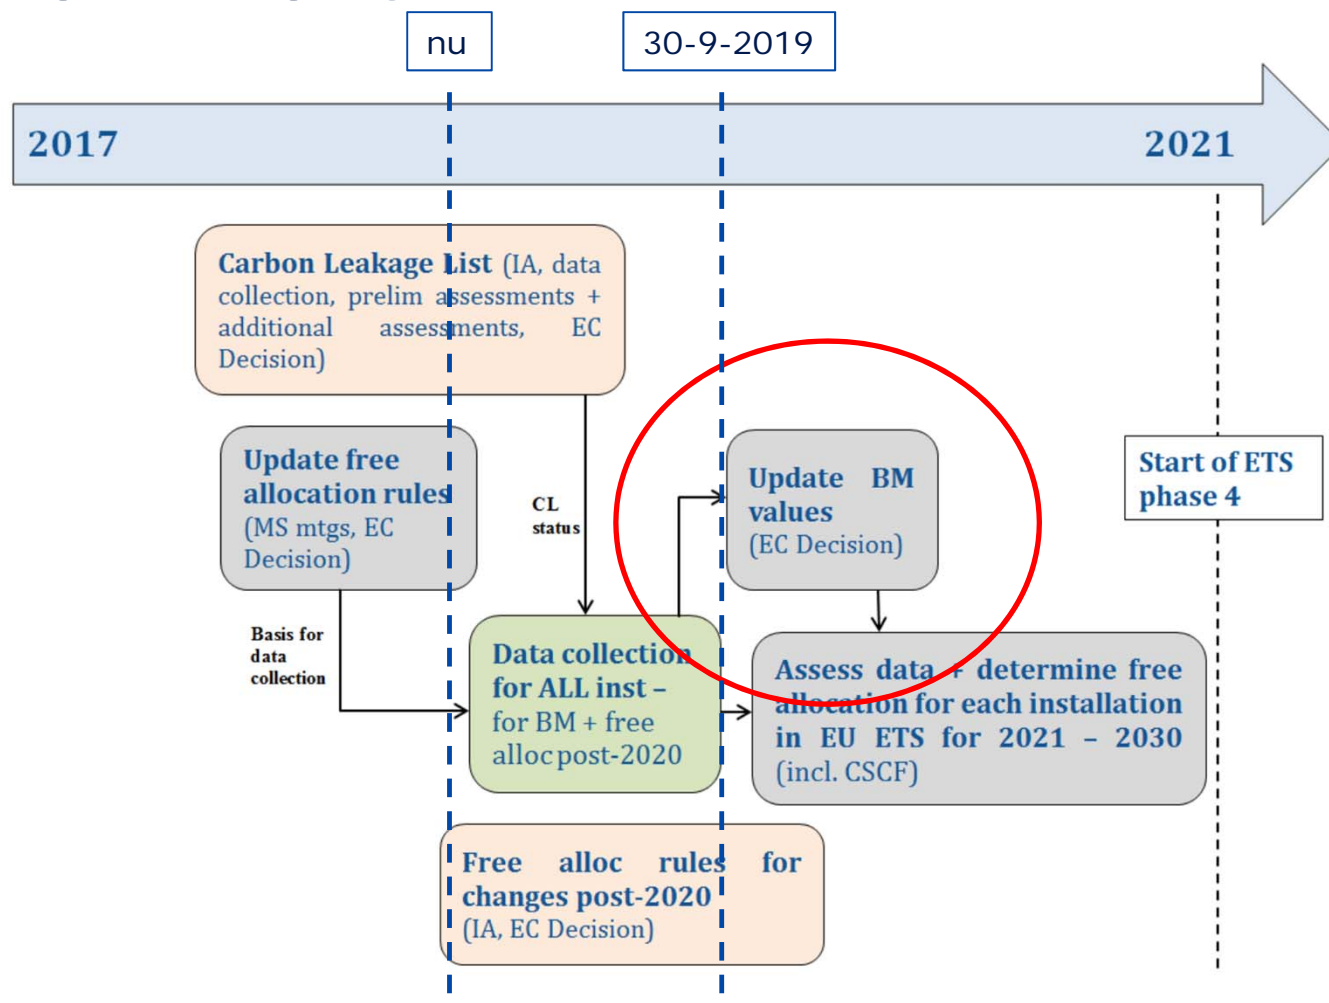 nu
30-9-2019
2017
2021
Carbon Leakage List (IA, data
collection, prelim assessments +
additional assessments, EC
Decision)
Update free
allocation rules
(MS mtgs, EC
Decision)
CL
status
Update BM
values
(EC Decision)
Start of ETS
phase 4
Basis for
data
collection
Data collection
for ALL inst –
for BM + free
alloc post-2020
Assess data + determine free
allocation for each installation
in EU ETS for 2021 – 2030
(incl. CSCF)
Free alloc rules for
changes post-2020
(IA, EC Decision)